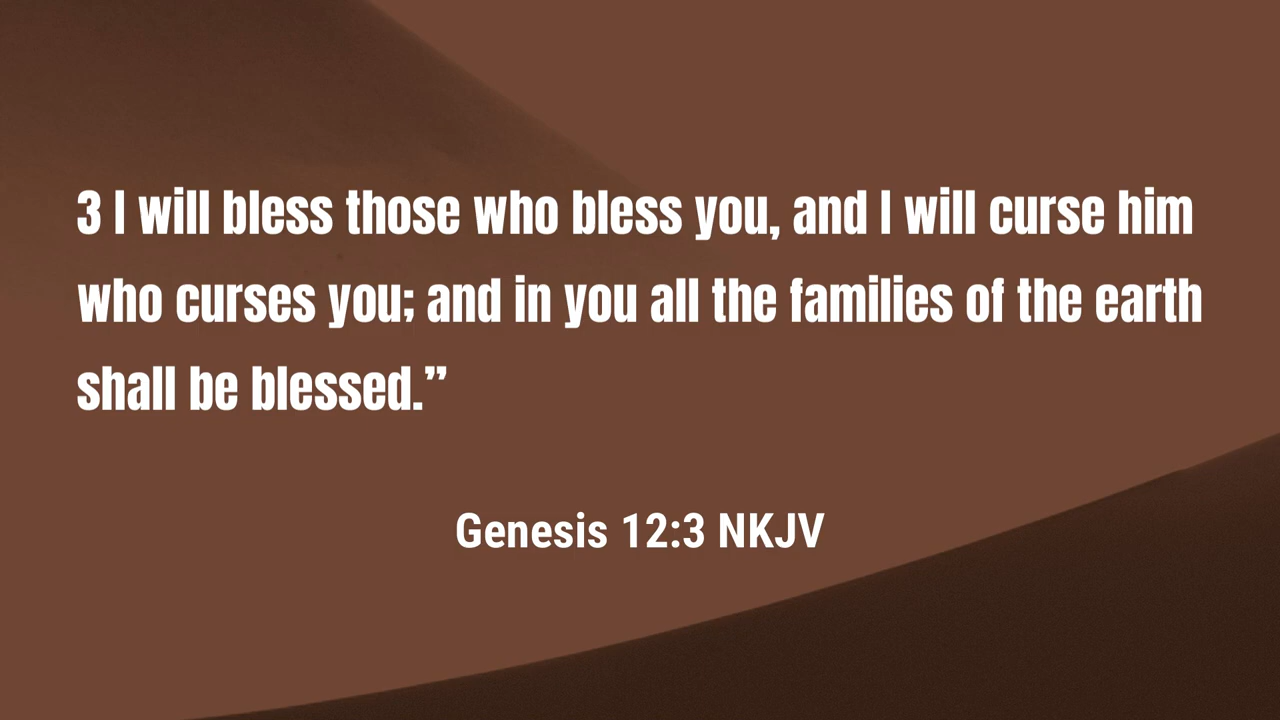 3 I will bless those who bless you, and I will curse him
who curses you; and in you all the families of the earth
shall be blessed.”
Genesis 12:3 NKJV